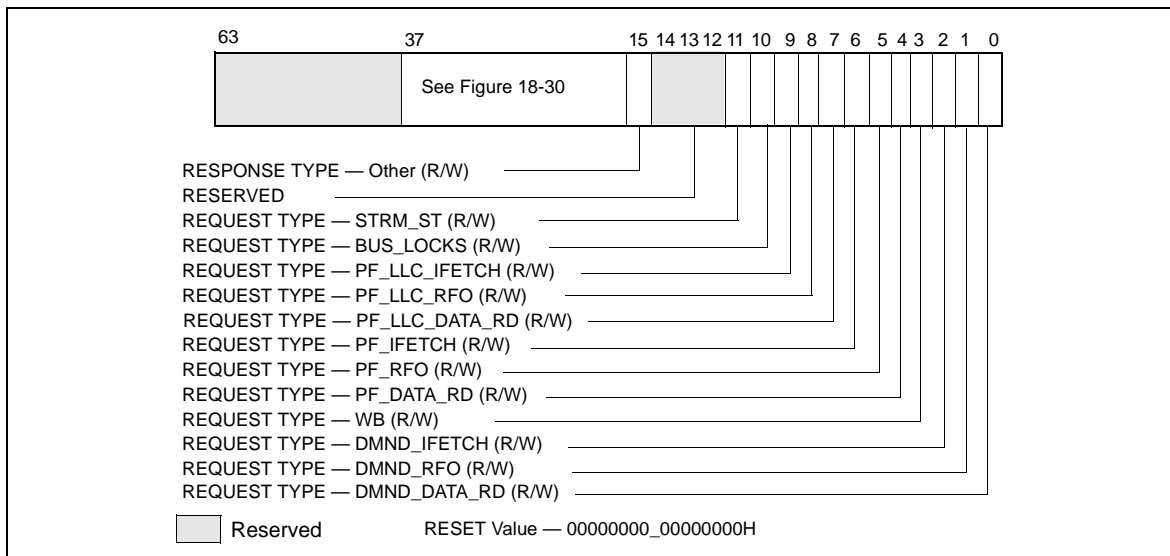 63 37 15 14 13 12 11 10 9 8 7 6 5 4 3 2 1 0
See Figure 18-30
RESPONSE TYPE — Other (R/W)
RESERVED
REQUEST TYPE — STRM_ST (R/W)
REQUEST TYPE — BUS_LOCKS (R/W)
REQUEST TYPE — PF_LLC_IFETCH (R/W)
REQUEST TYPE — PF_LLC_RFO (R/W)
REQUEST TYPE — PF_LLC_DATA_RD (R/W)
REQUEST TYPE — PF_IFETCH (R/W)
REQUEST TYPE — PF_RFO (R/W)
REQUEST TYPE — PF_DATA_RD (R/W)
REQUEST TYPE — WB (R/W)
REQUEST TYPE — DMND_IFETCH (R/W)
REQUEST TYPE — DMND_RFO (R/W)
REQUEST TYPE — DMND_DATA_RD (R/W)
Reserved RESET Value — 00000000_00000000H